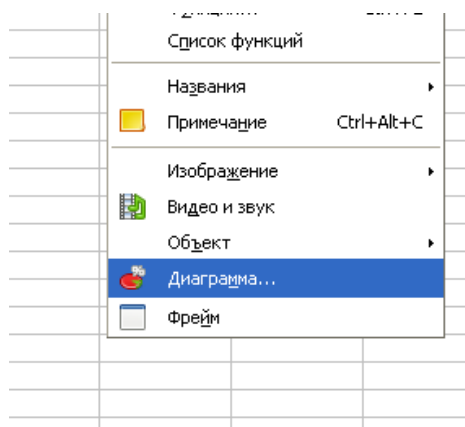 Список функций
Названия
Примечание Ctrl+Alt+C
Изображение
Видео и звук
Объект
Диаграмма...
Фрейм